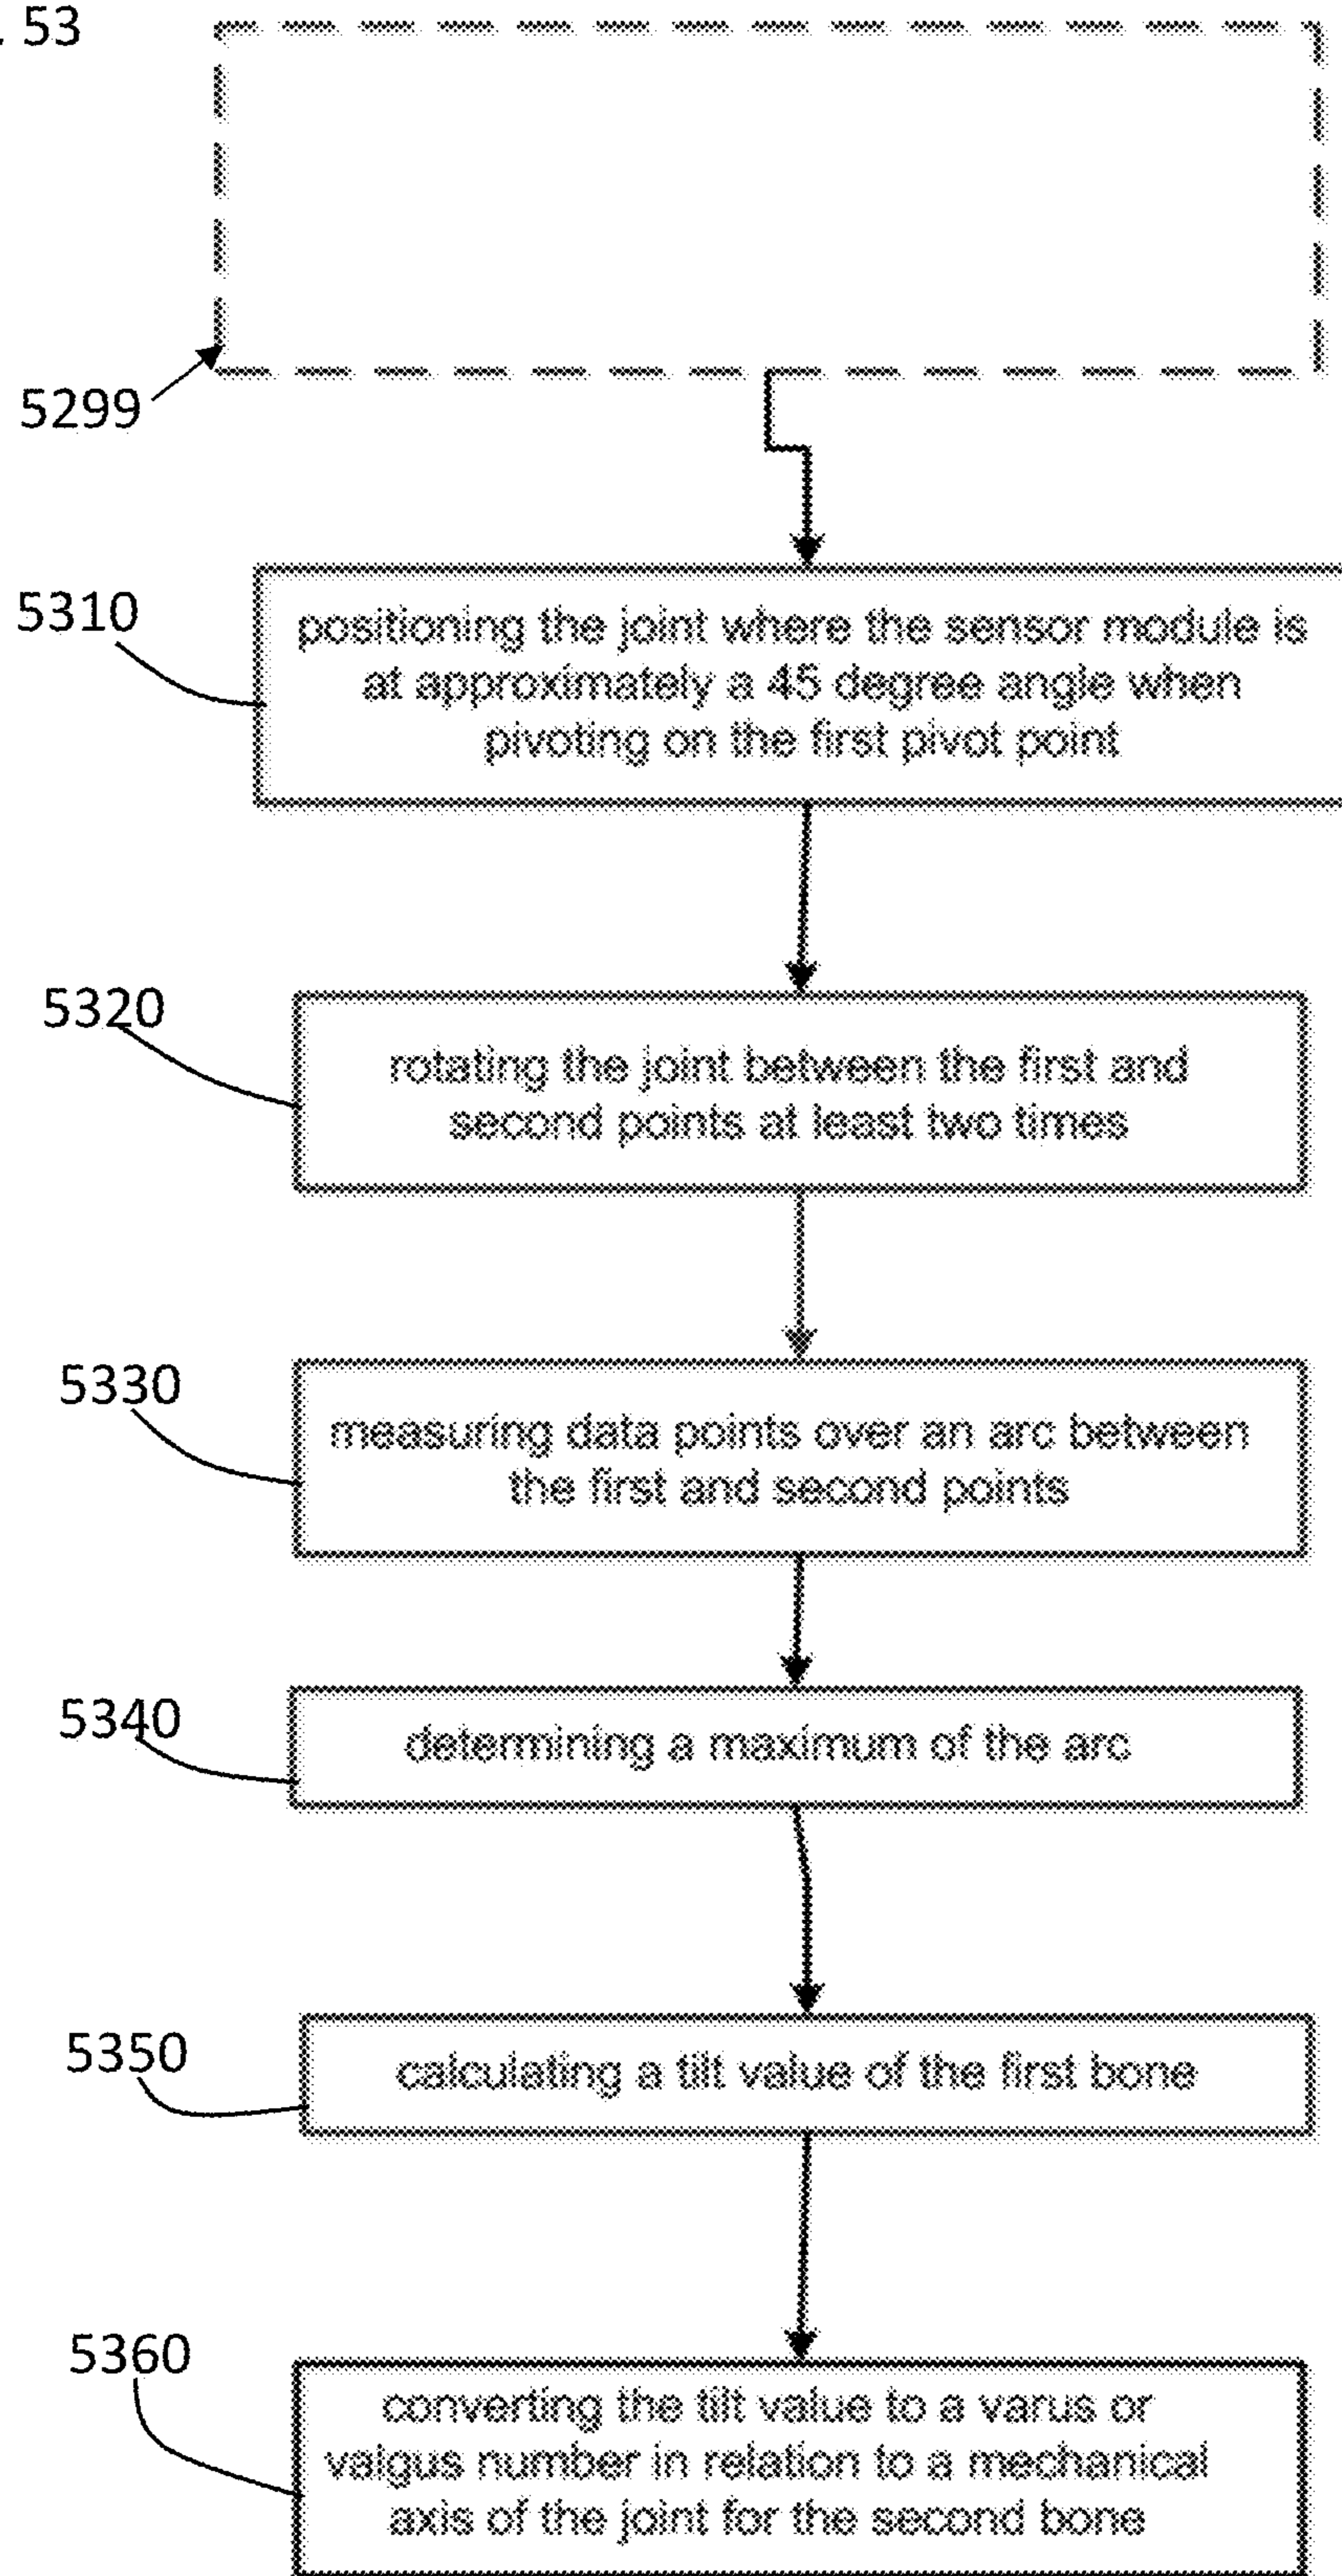 . 53
5299
5310
positioning the joint where the sensor module is
at approximately a 45 degree angle when
pivoting on the first pivot point
5320
rotating the joint between the first and
second points at least two times
5330
measuring data points over an arc between
the first and second points
5340
determining a maximum of the arc
5350
calculating a tilt value of the first bone
5360
converting the tilt value to a varus or
valgus number in relation to a mechanical
axis of the joint for the second bone